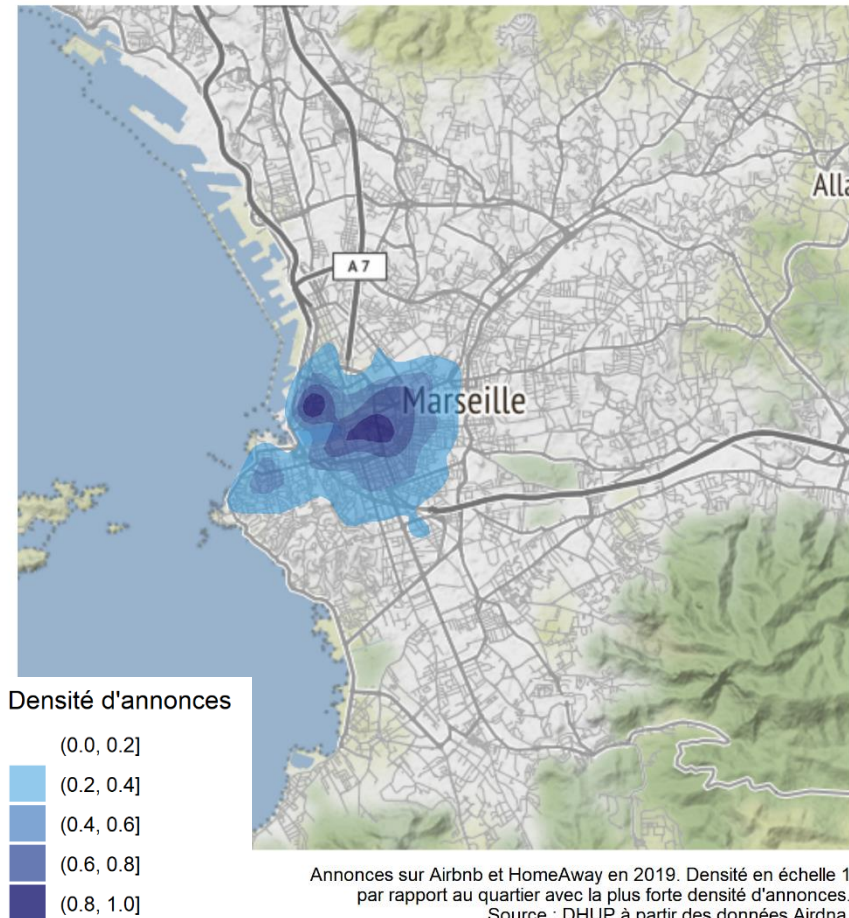 Alla
A 7
Marseille
Densité d'annonces
(0.0, 0.2]
(0.2, 0.4]
(0.4, 0.6]
(0.6, 0.8]
(0.8, 1.0]
Annonces sur Airbnb et HomeAway en 2019. Densité en échelle 1
par rapport au quartier avec la plus forte densité d'annonces.
Source : DHUP à partir des données Airdna.